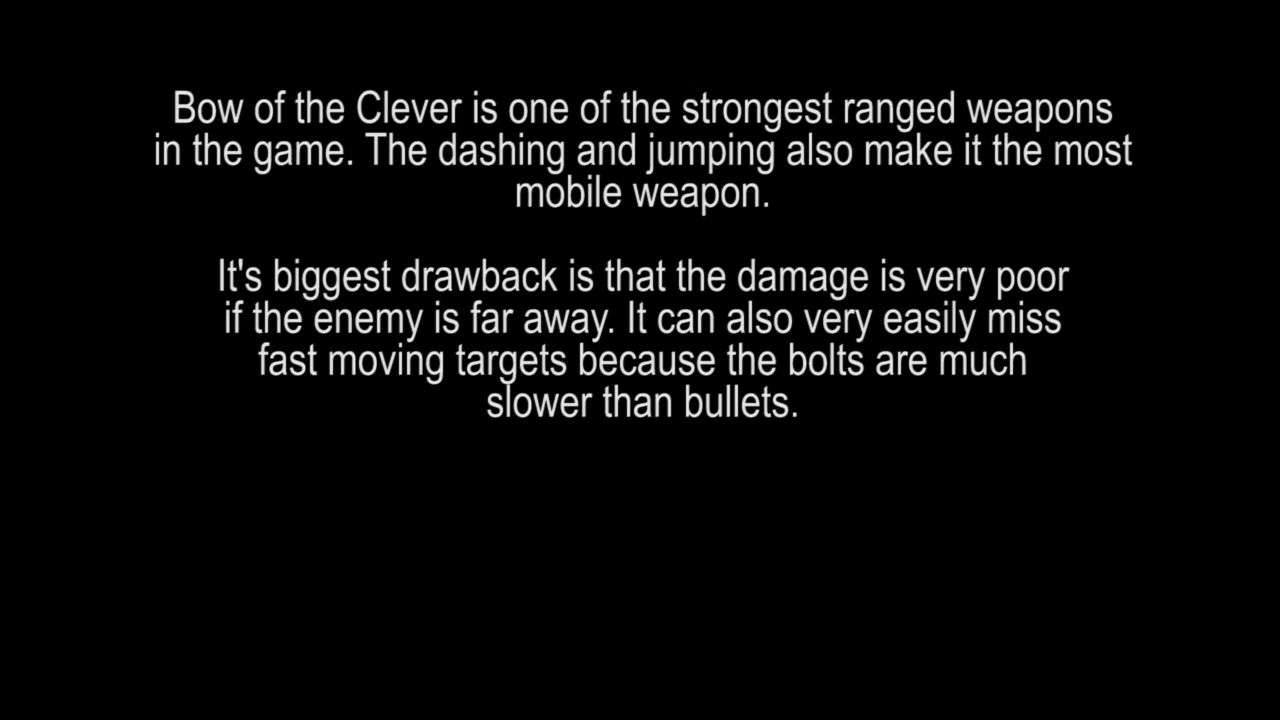 Bow of the Clever is one of the strongest ranged weapons
in the game. The dashing and jumping also make it the most
mobile weapon.
It's biggest drawback is that the damage is very poor
if the enemy is far away. It can also very easily miss
fast moving targets because the bolts are much
slower than bullets.